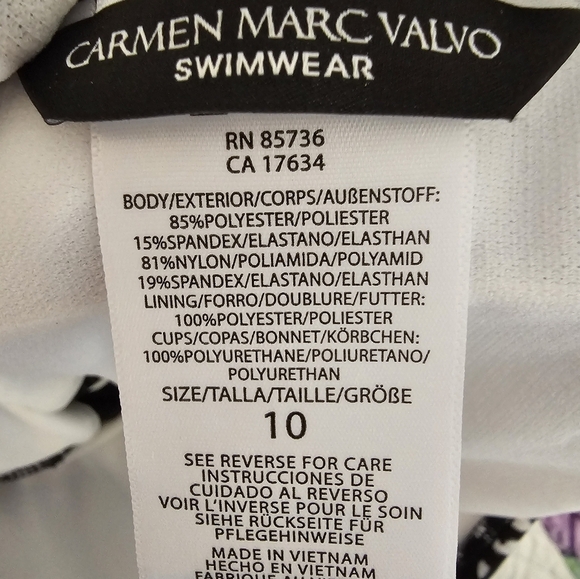 CARMEN MARC VALVO
SWIMWEAR
RN 85736
CA 17634
BODY/EXTERIOR/CORPS/AUßENSTOFF:
85%POLYESTER/POLIESTER
15%SPANDEX/ELASTANO/ELASTHAN
81%NYLON/POLIAMIDA/POLYAMID
19%SPANDEX/ELASTANO/ELASTHAN
LINING/FORRO/DOUBLURE/FUTTER:
100%POLYESTER/POLIESTER
CUPS/COPAS/BONNET/KÖRBCHEN:
100%POLYURETHANE/POLIURETANO/
POLYURETHAN
SIZE/TALLA/TAILLE/GRÖßE
10
SEE REVERSE FOR CARE
INSTRUCCIONES DE
CUIDADO AL REVERSO
VOIR L'INVERSE POUR LE SOIN
SIEHE RÜCKSEITE FÜR
PFLEGEHINWEISE
MADE IN VIETNAM
HECHO EN VIETNAM